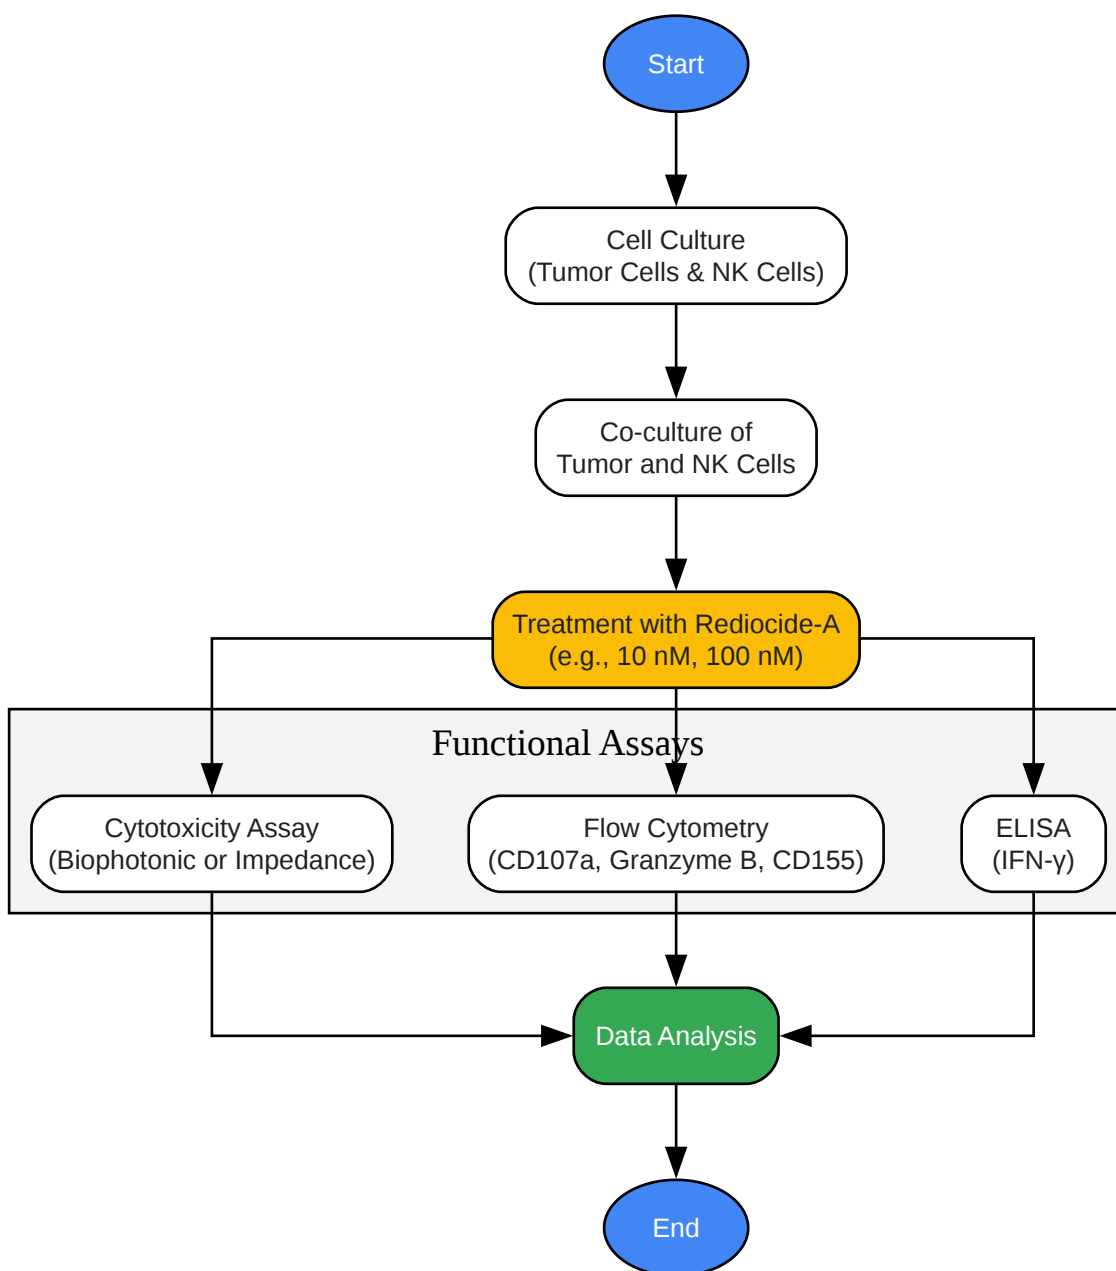 Start
Cell Culture
(Tumor Cells & NK Cells)
Co-culture of
Tumor and NK Cells
Treatment with Rediocide-A
(e.g., 10 nM, 100 nM)
Functional Assays
Cytotoxicity Assay
(Biophotonic or Impedance)
Flow Cytometry
(CD107a, Granzyme B, CD155)
ELISA
(IFN-γ)
Data Analysis
End